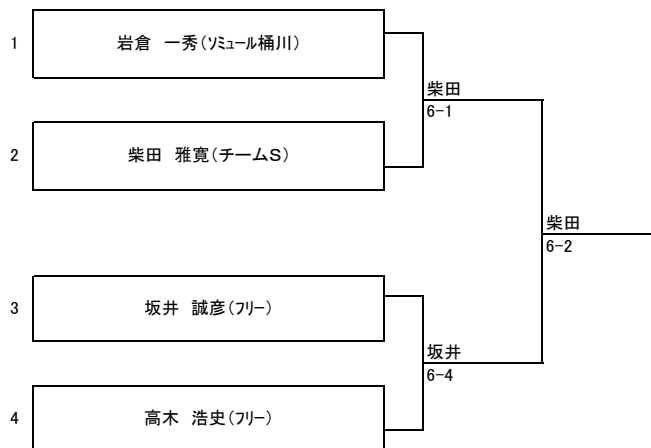 1
岩倉　一秀(ｿﾐｭｰﾙ桶川)
柴田
6-1
2
柴田　雅寛(チームS)
柴田
6-2
3
坂井　誠彦(ﾌﾘｰ)
坂井
6-4
4
高木　浩史(ﾌﾘｰ)